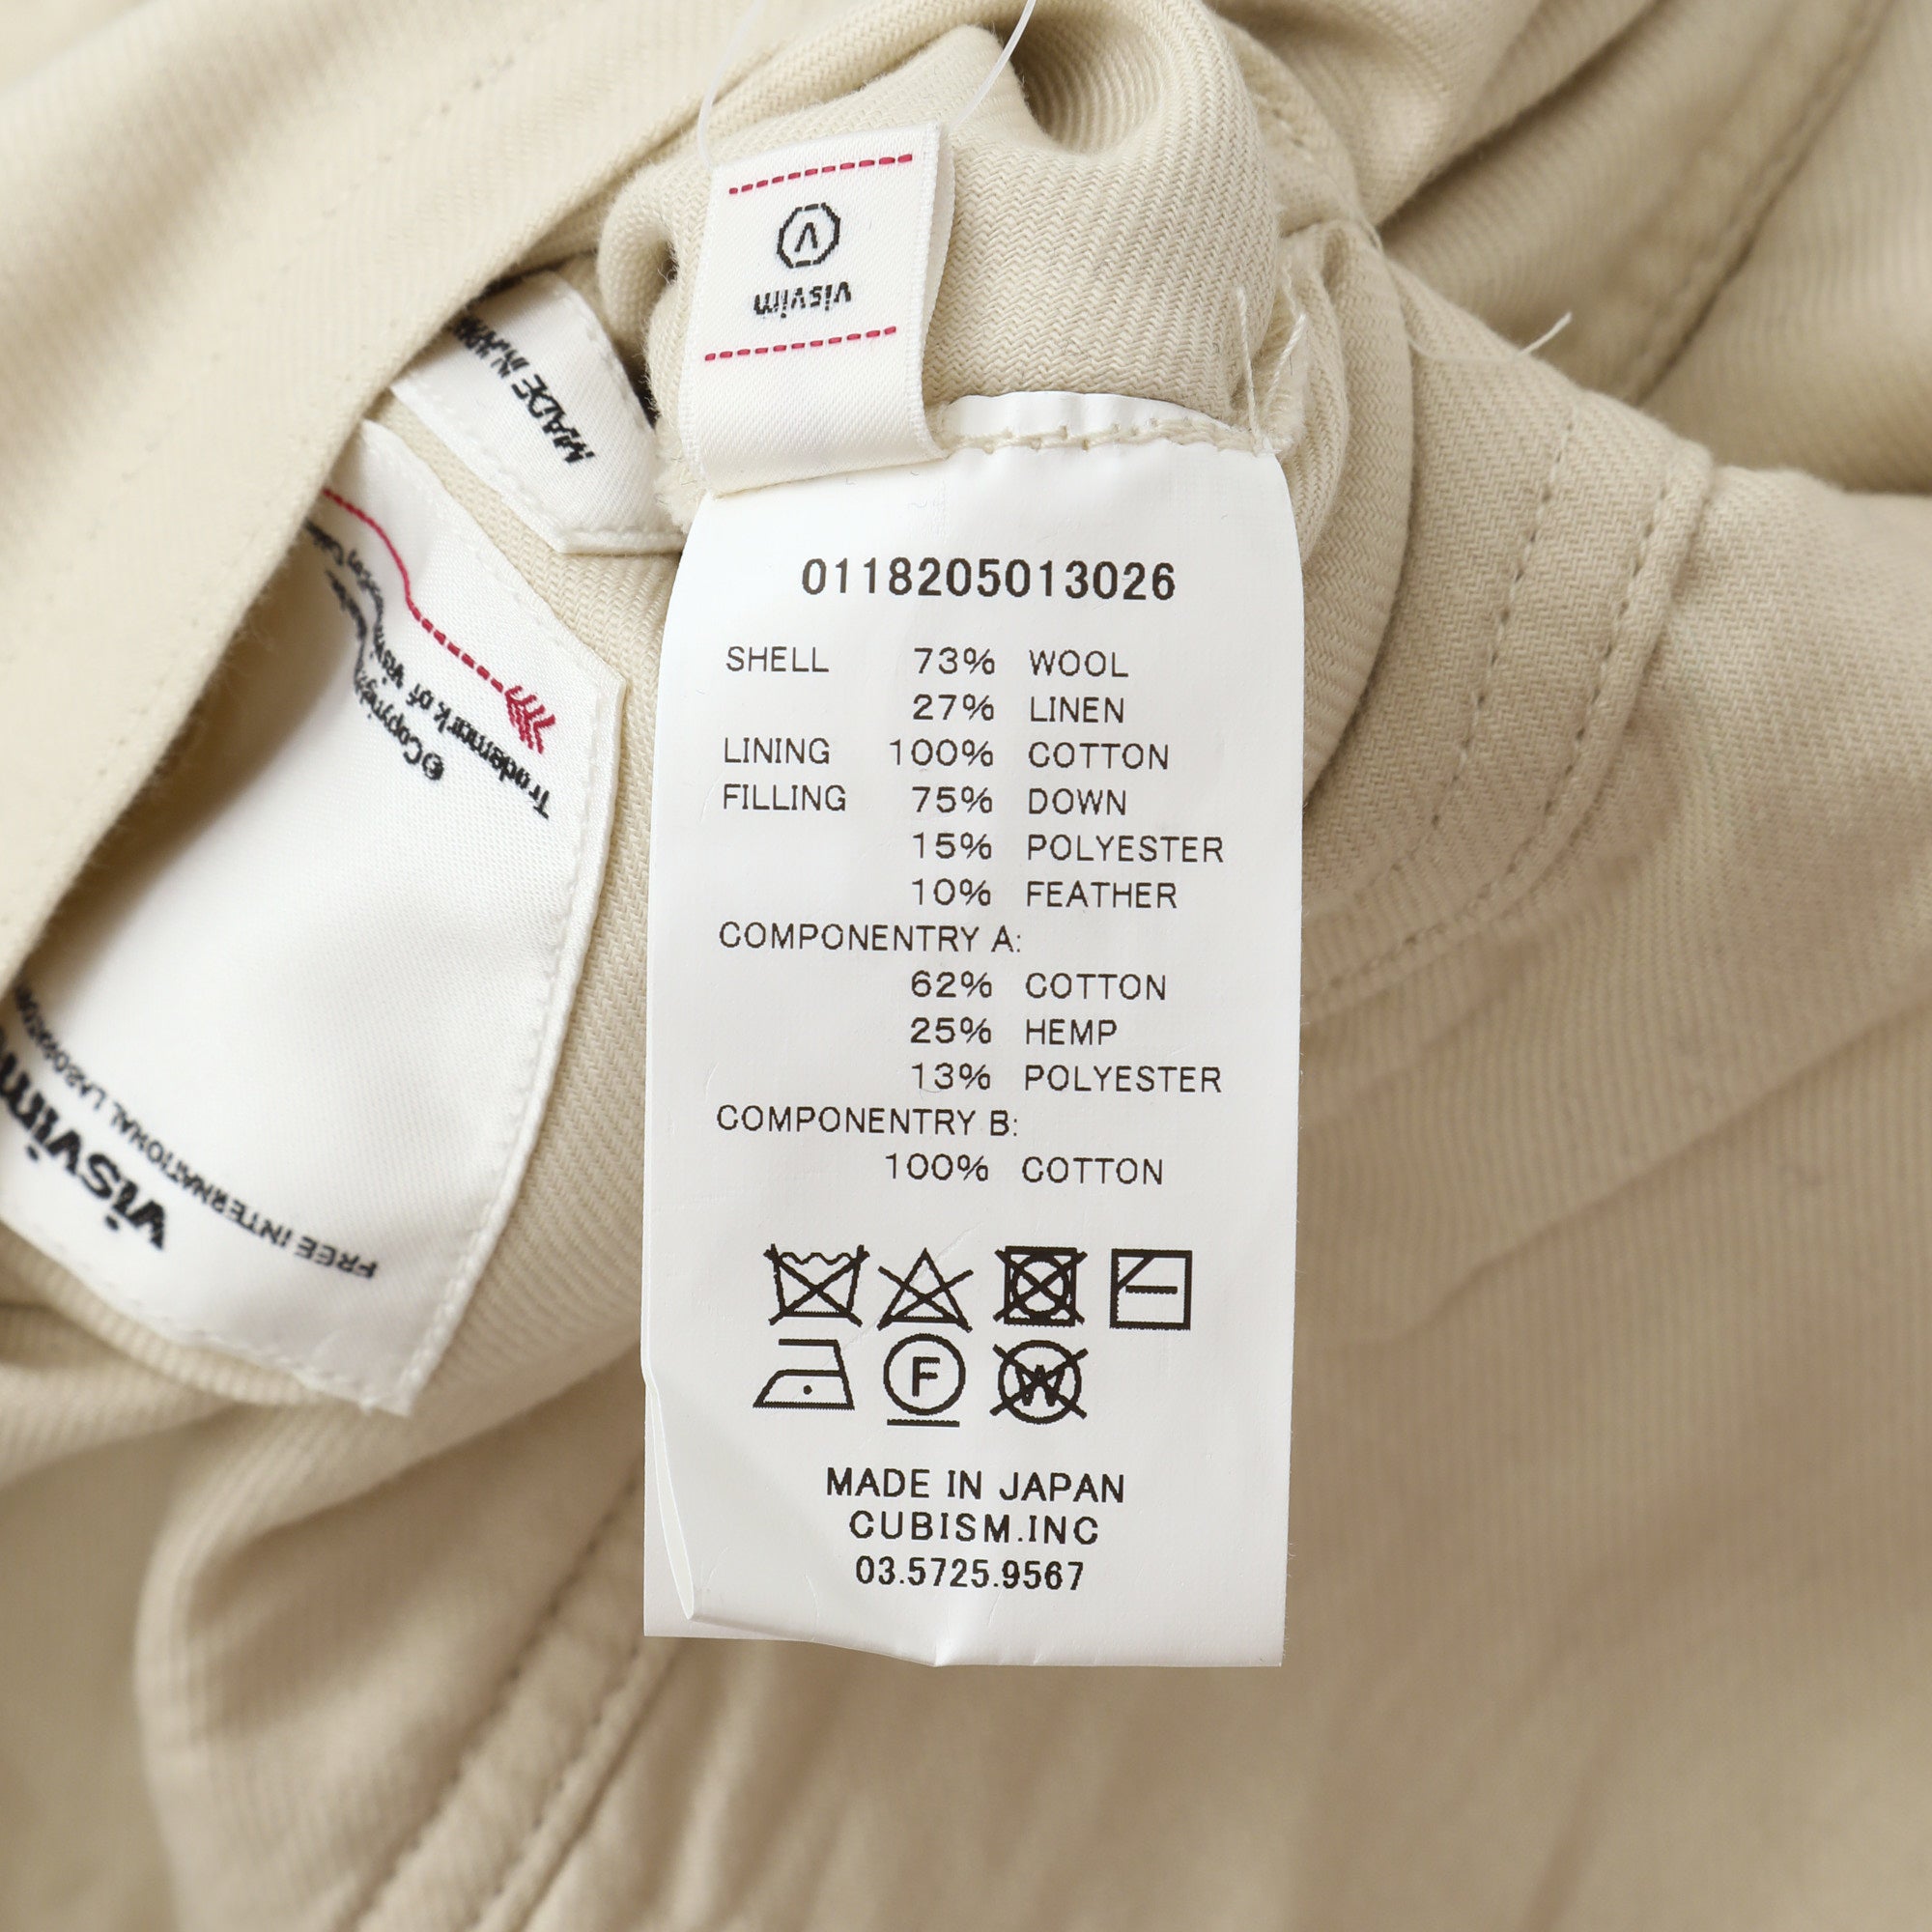 visvim
MADE IN
©Copyright
Trademark of
visvim
FREE INTERNATIONAL
0118205013026
SHELL 73% WOOL
27% LINEN
LINING 100% COTTON
FILLING 75% DOWN
15% POLYESTER
10% FEATHER
COMPONENTRY A:
62% COTTON
25% HEMP
13% POLYESTER
COMPONENTRY B:
100% COTTON
F
W
MADE IN JAPAN
CUBISM.INC
03.5725.9567